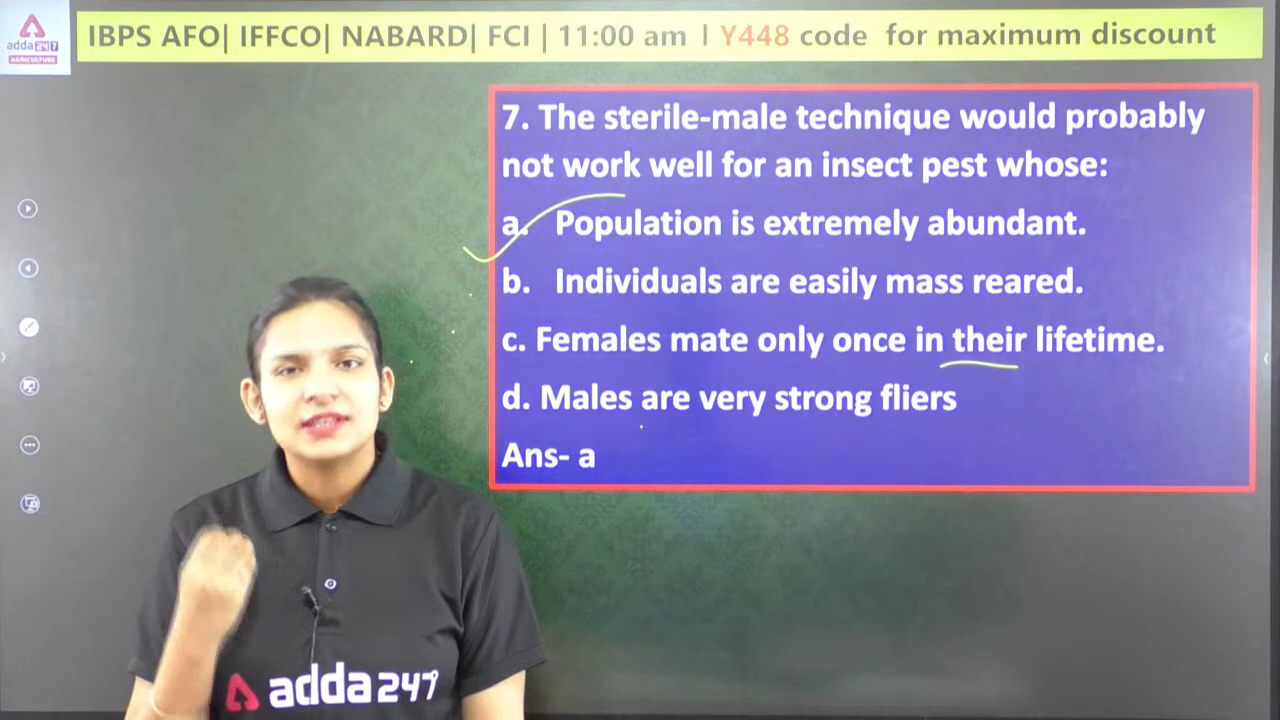 adda247
AGRICULTURE
IBPS AFO| IFFCO| NABARD| FCI | 11:00 am I Y448 code for maximum discount
7. The sterile-male technique would probably
not work well for an insect pest whose:
a. Population is extremely abundant.
b. Individuals are easily mass reared.
c. Females mate only once in their lifetime.
d. Males are very strong fliers
Ans- a
adda247